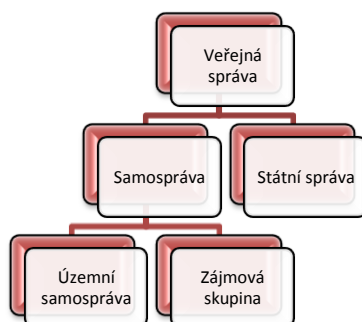 Veřejná
správa
Samospráva
Státní správa
Územní
samospráva
Zájmová
skupina